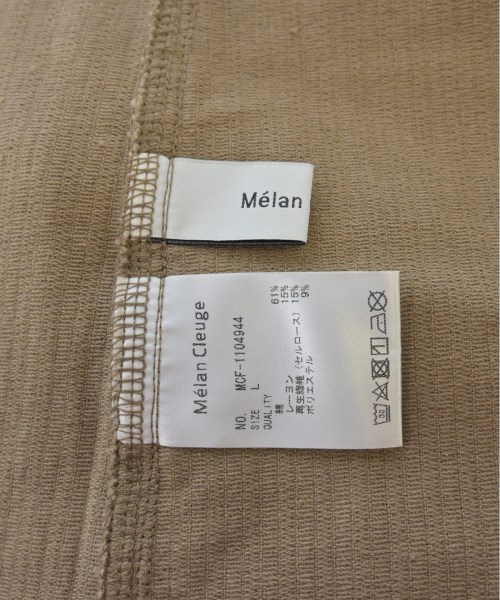 Mélan
Mélan Cleuge
NO. MCF-1104944
SIZE L
QUALITY
綿 61%
レーヨン 15%
再生繊維（セルロース） 15%
ポリエステル 9%
30